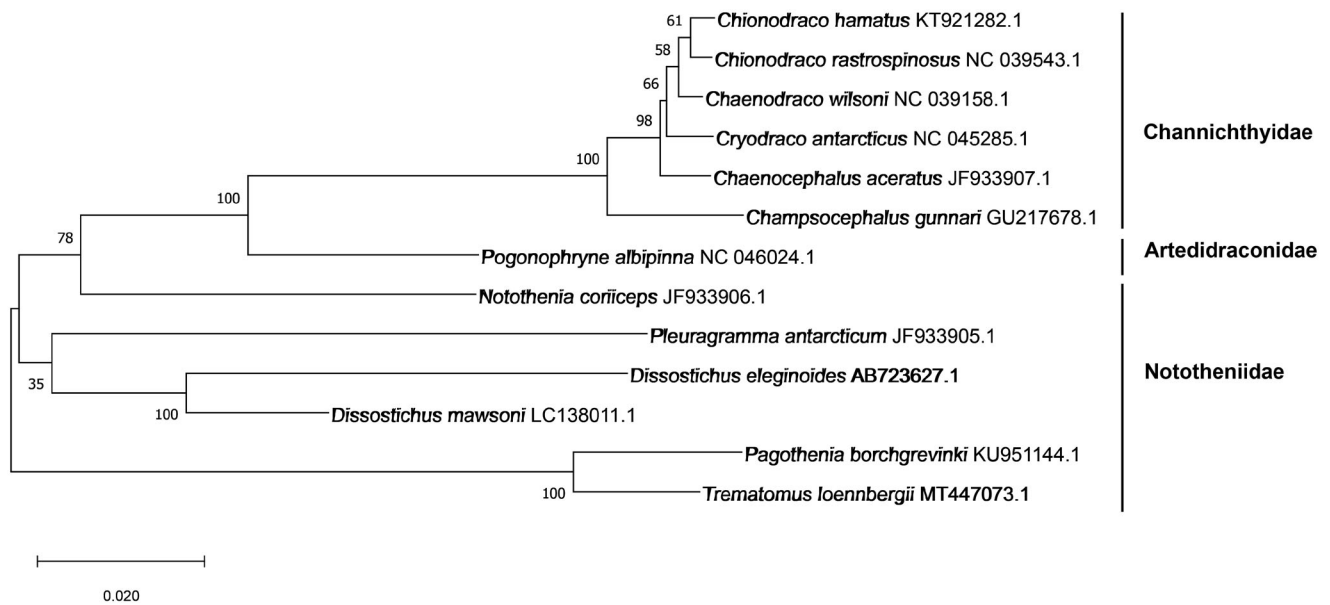 61
Chionodraco hamatus KT921282.1
58
Chionodraco rastrospinosus NC 039543.1
66
Chaenodraco wilsoni NC 039158.1
98
Cryodraco antarcticus NC 045285.1
Channichthyidae
100
Chaenocephalus aceratus JF933907.1
100
Champsocephalus gunnari GU217678.1
78
Pogonophryne albipinna NC 046024.1
Artedidraconidae
Notothenia coriiceps JF933906.1
Pleuragramma antarcticum JF933905.1
35
Dissostichus eleginoides AB723627.1
Nototheniidae
100
Dissostichus mawsoni LC138011.1
Pagothenia borchgrevinki KU951144.1
100
Trematomus loennbergii MT447073.1
0.020